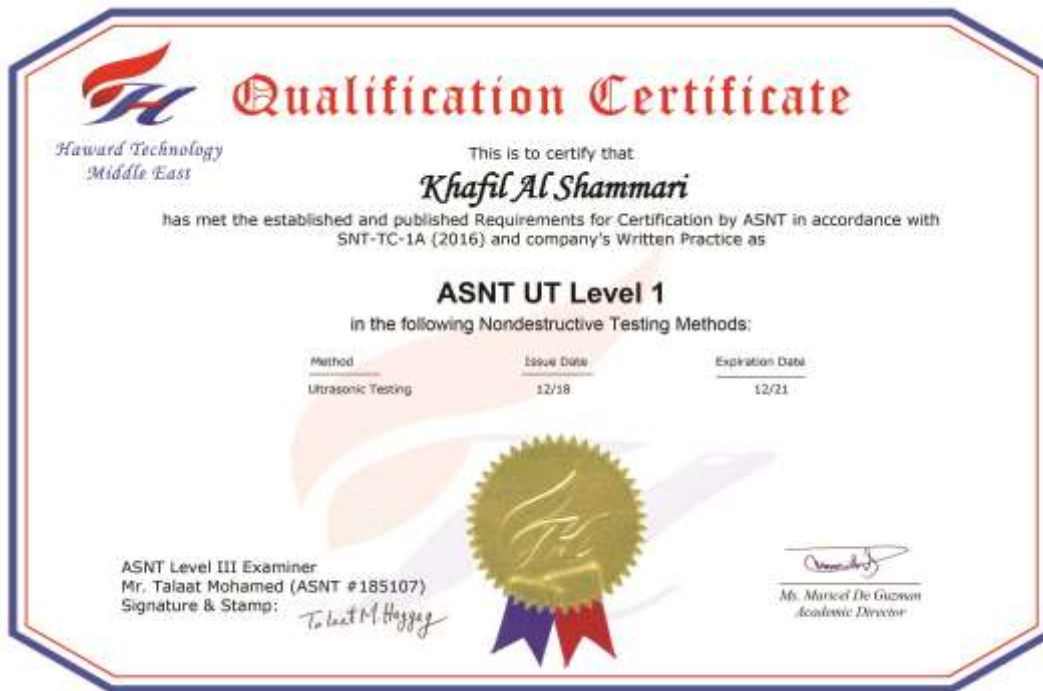 Qualification Certificate
Haward Technology
Middle East
This is to certify that
Khafil Al Shammari
has met the established and published Requirements for Certification by ASNT in accordance with
SNT-TC-1A (2016) and company's Written Practice as
ASNT UT Level 1
in the following Nondestructive Testing Methods:
Method Issue Date Expiration Date
Ultrasonic Testing 12/18 12/21
ASNT Level III Examiner
Mr. Talaat Mohamed (ASNT #185107)
Signature & Stamp: Talaat M. Haggag
Ms. Maricel De Guzman
Academic Director